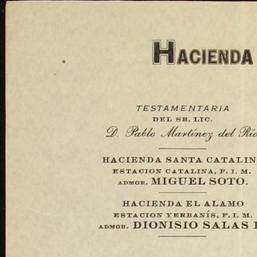 HACIENDA
TESTAMENTARIA
DEL SR. LIC.
D. Pablo Martínez del Río
HACIENDA SANTA CATALIN
ESTACION CATALINA, F. I. M.
ADMOR. MIGUEL SOTO.
HACIENDA EL ALAMO
ESTACION YERBANÍS, F. I. M.
ADMOR. DIONISIO SALAS